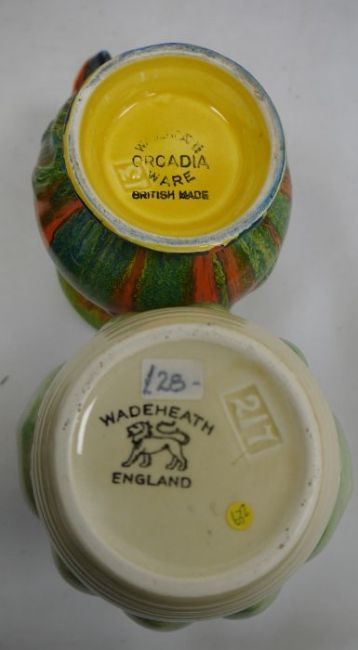 ORCADIA
WARE
BRITISH MADE
£28-
217
WADEHEATH
ENGLAND